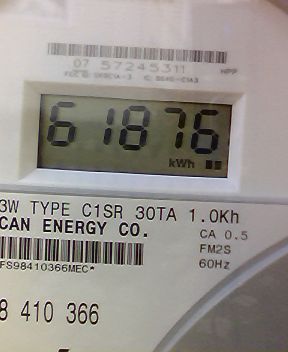 07 57245311
NPP
61876
kWh
3W TYPE C1SR 30TA 1.0Kh
CAN ENERGY CO.
CA 0.5
FM2S
FS98410366MEC*
60Hz
8 410 366